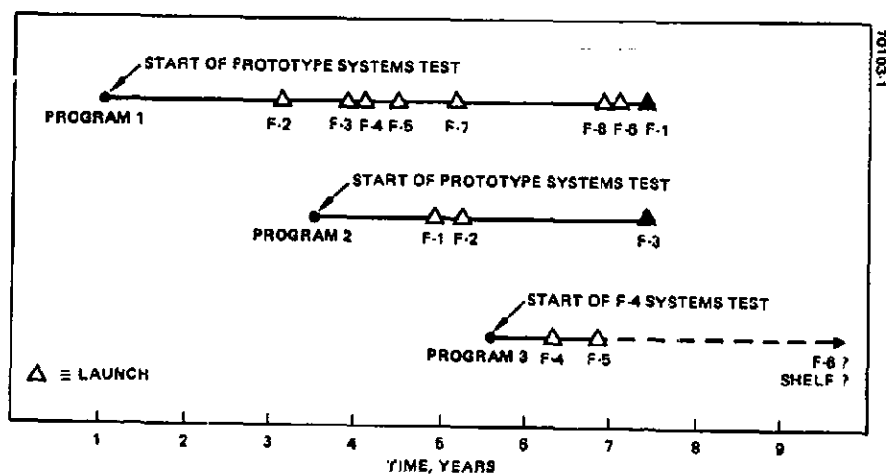 70103-1
START OF PROTOTYPE SYSTEMS TEST
PROGRAM 1
F-2 F-3 F-4 F-5 F-7 F-8 F-6 F-1
START OF PROTOTYPE SYSTEMS TEST
PROGRAM 2
F-1 F-2 F-3
START OF F-4 SYSTEMS TEST
PROGRAM 3
F-4 F-5 F-6 ?
SHELF ?
△ ≡ LAUNCH
1 2 3 4 5 6 7 8 9
TIME, YEARS